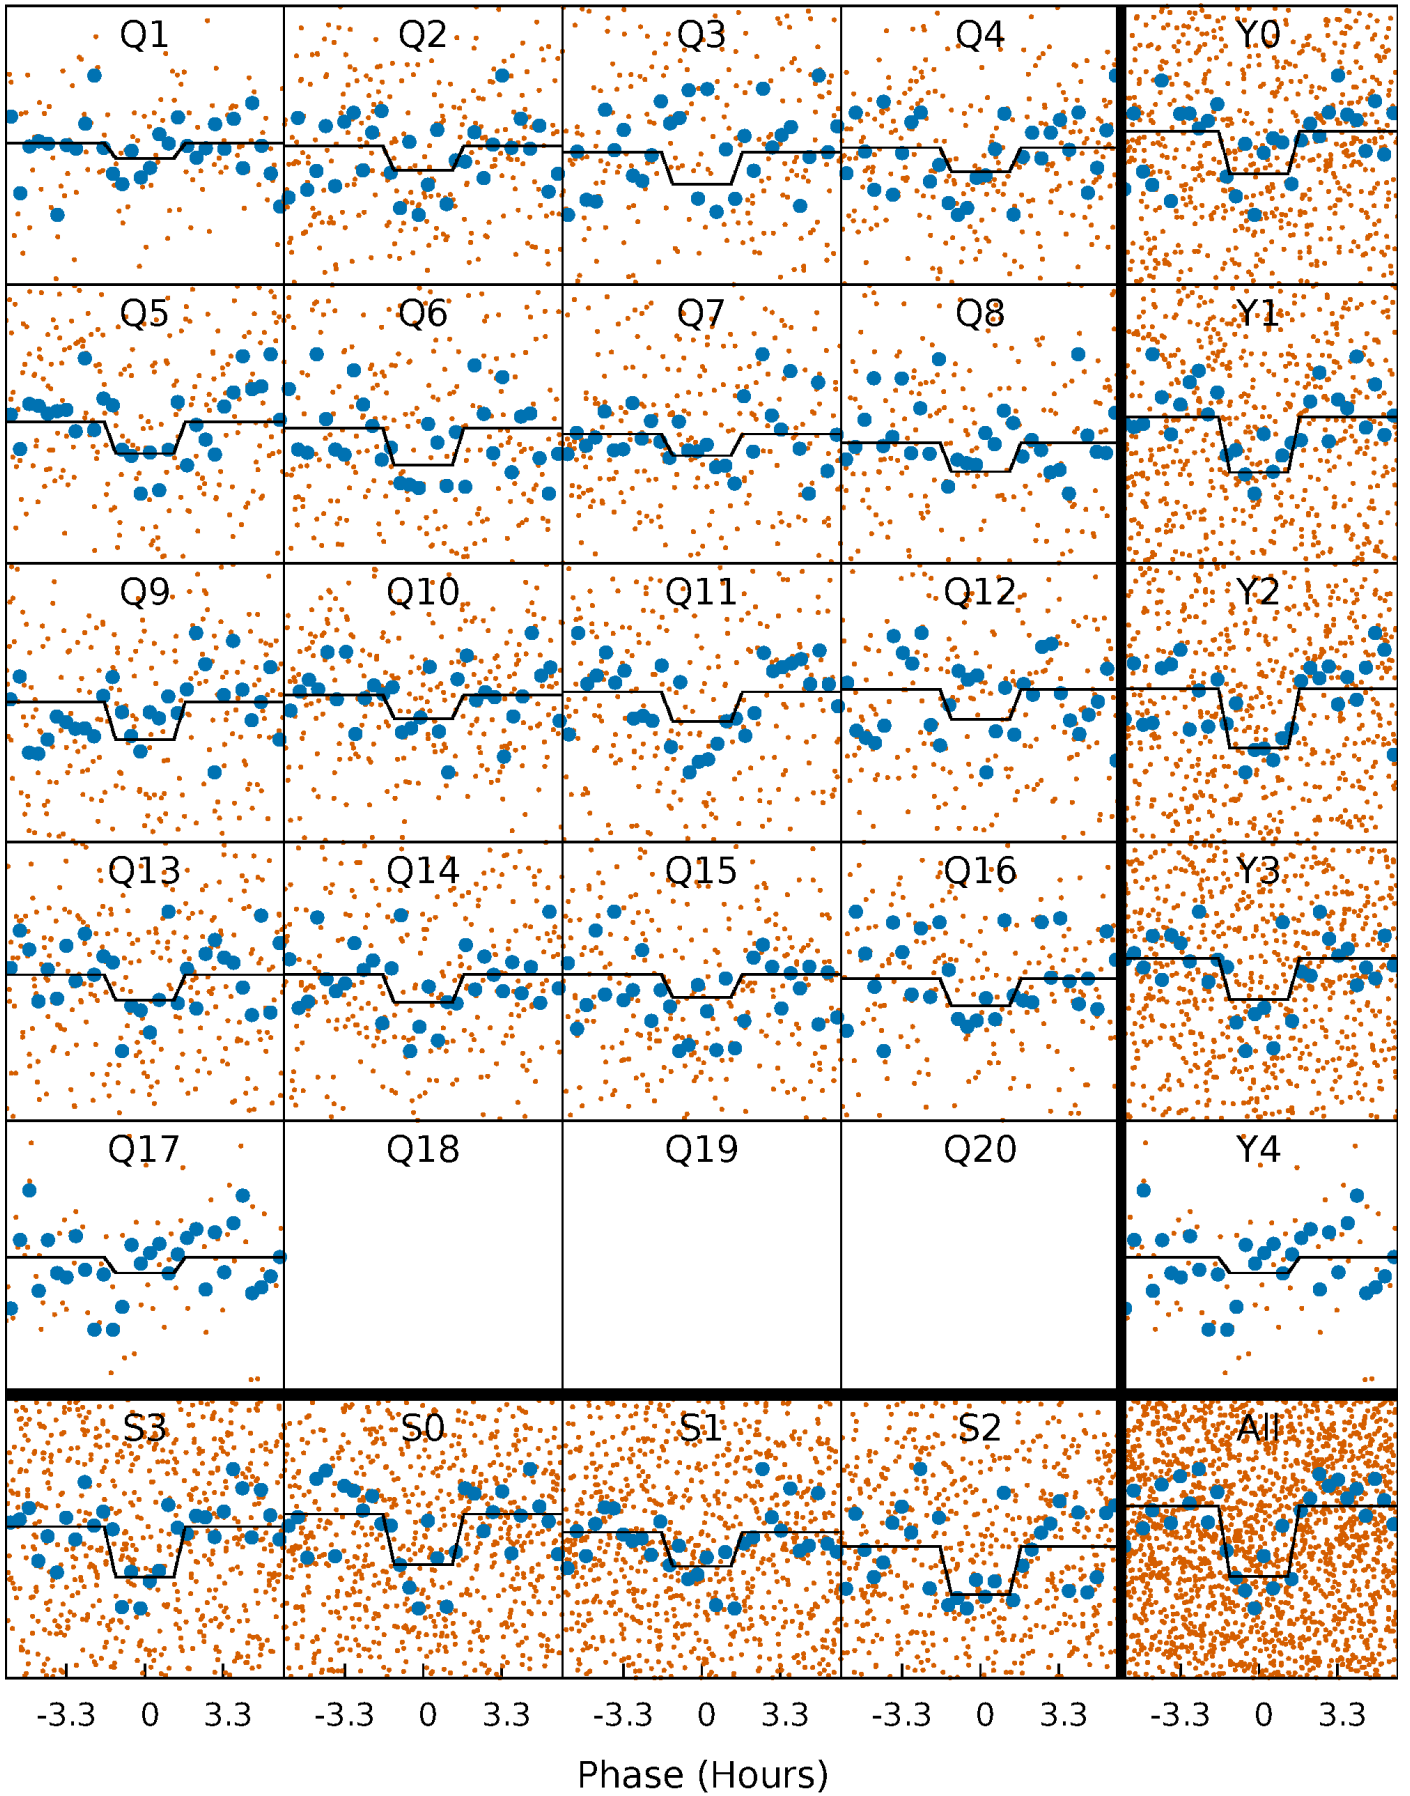 Q1 Q2 Q3 Q4 Y0
Q5 Q6 Q7 Q8 Y1
Q9 Q10 Q11 Q12 Y2
Q13 Q14 Q15 Q16 Y3
Q17 Q18 Q19 Q20 Y4
S3 S0 S1 S2 All
-3.3 0 3.3 -3.3 0 3.3 -3.3 0 3.3 -3.3 0 3.3 -3.3 0 3.3
Phase (Hours)